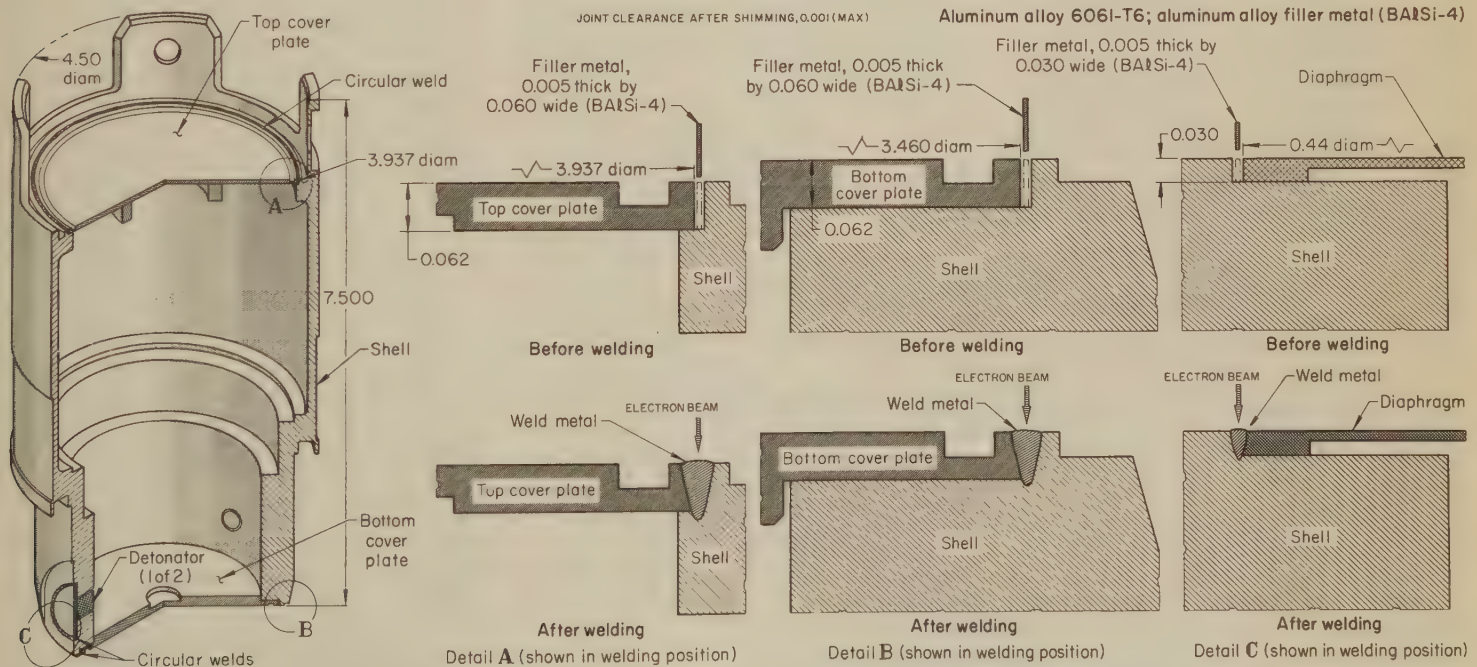 JOINT CLEARANCE AFTER SHIMMING, 0.001 (MAX)
Aluminum alloy 6061-T6; aluminum alloy filler metal (BAlSi-4)
Top cover plate
4.50 diam
Circular weld
3.937 diam
A
7.500
Shell
Bottom cover plate
Detonator (1 of 2)
C
B
Circular welds
Filler metal,
0.005 thick by
0.060 wide (BAlSi-4)
3.937 diam
Top cover plate
0.062
Shell
Before welding
Weld metal
ELECTRON BEAM
Top cover plate
Shell
After welding
Detail A (shown in welding position)
Filler metal, 0.005 thick
by 0.060 wide (BAlSi-4)
3.460 diam
Bottom
cover plate
0.062
Shell
Before welding
ELECTRON BEAM
Weld metal
Bottom cover plate
Shell
After welding
Detail B (shown in welding position)
Filler metal, 0.005 thick by
0.030 wide (BAlSi-4)
Diaphragm
0.030
0.44 diam
Shell
Before welding
ELECTRON BEAM
Weld metal
Diaphragm
Shell
After welding
Detail C (shown in welding position)